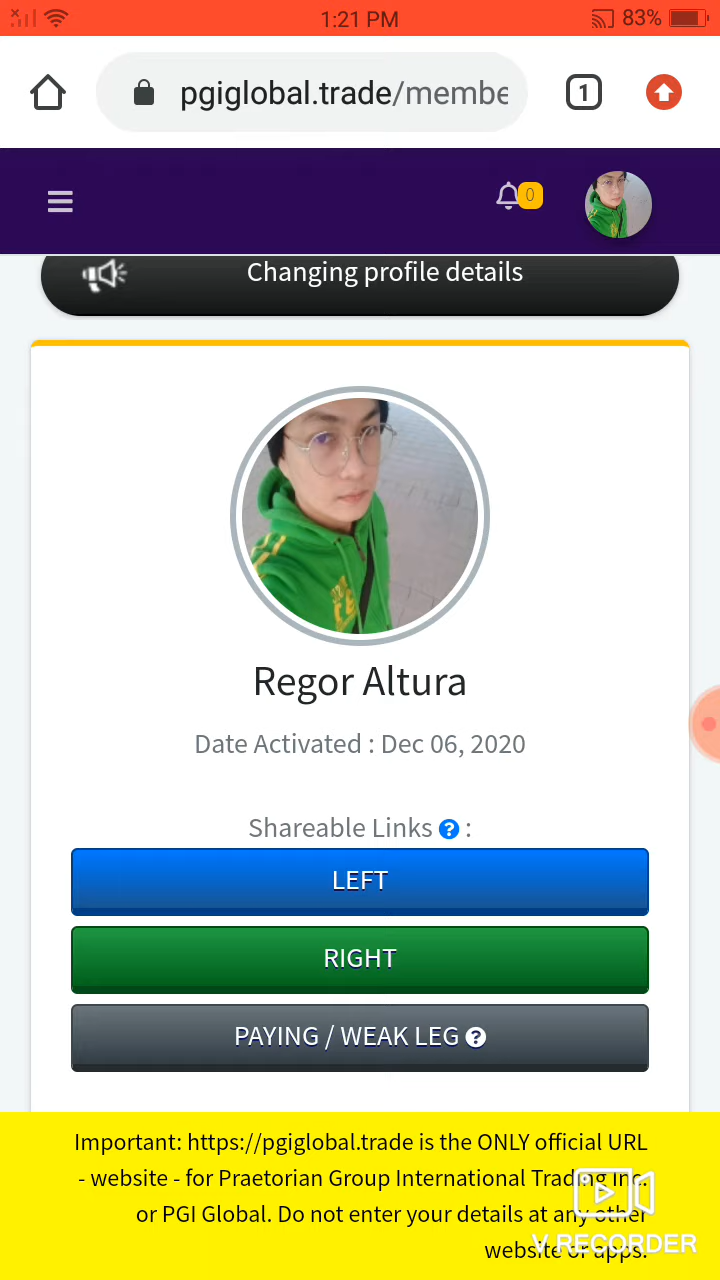 1:21 PM
83%
pgiglobal.trade/membe
1
0
Changing profile details
Regor Altura
Date Activated : Dec 06, 2020
Shareable Links ? :
LEFT
RIGHT
PAYING / WEAK LEG ?
Important: https://pgiglobal.trade is the ONLY official URL
- website - for Praetorian Group International Trading Inc.
or PGI Global. Do not enter your details at any other
website or apps.
V RECORDER